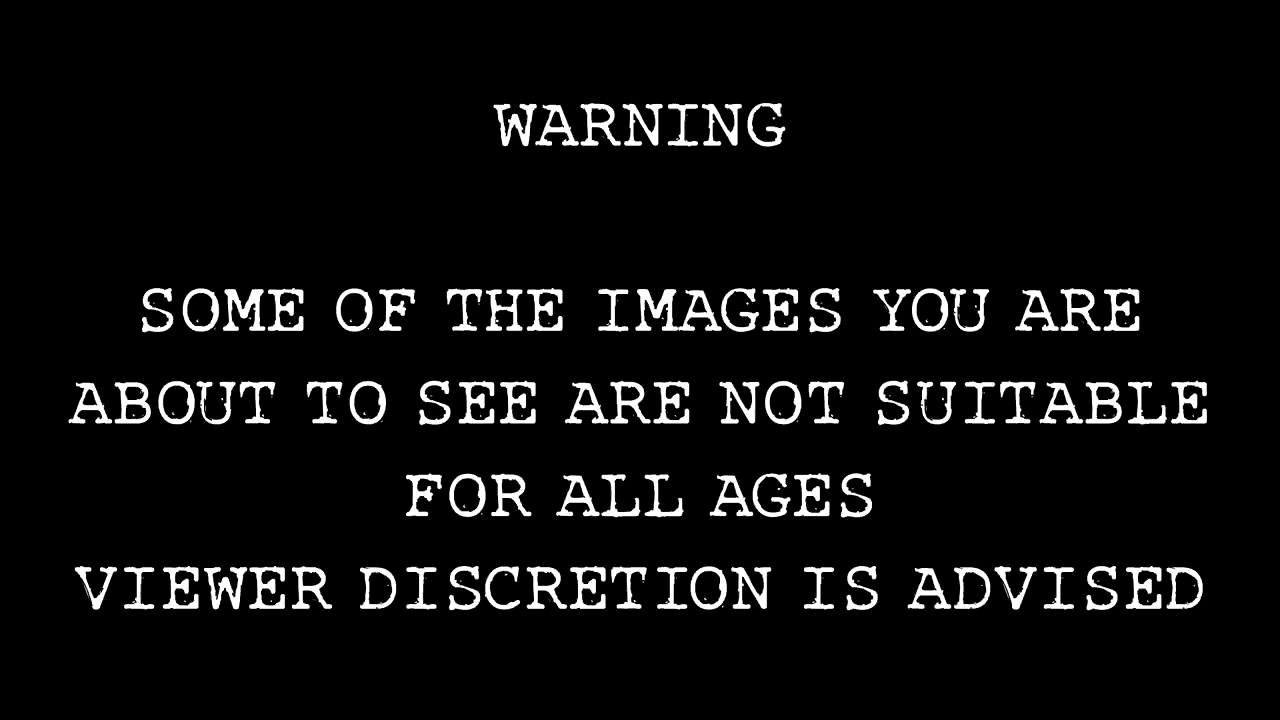 WARNING
SOME OF THE IMAGES YOU ARE
ABOUT TO SEE ARE NOT SUITABLE
FOR ALL AGES
VIEWER DISCRETION IS ADVISED